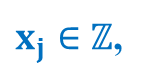 xⱼ ∈ ℤ,